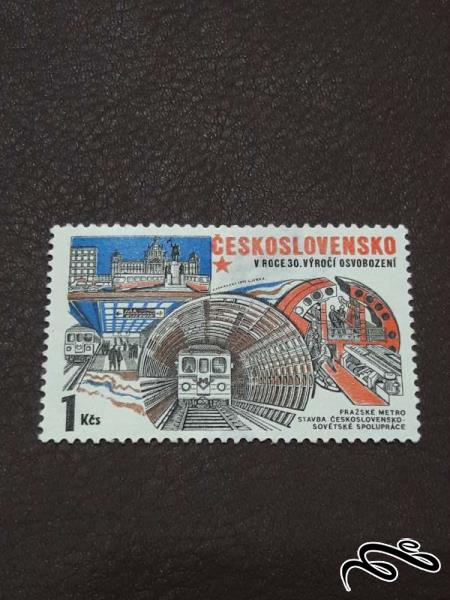 ČESKOSLOVENSKO
V ROCE 30. VÝROČÍ OSVOBOZENÍ
1 Kčs
PRAŽSKÉ METRO
STAVBA ČESKOSLOVENSKO-
SOVĚTSKÉ SPOLUPRÁCE